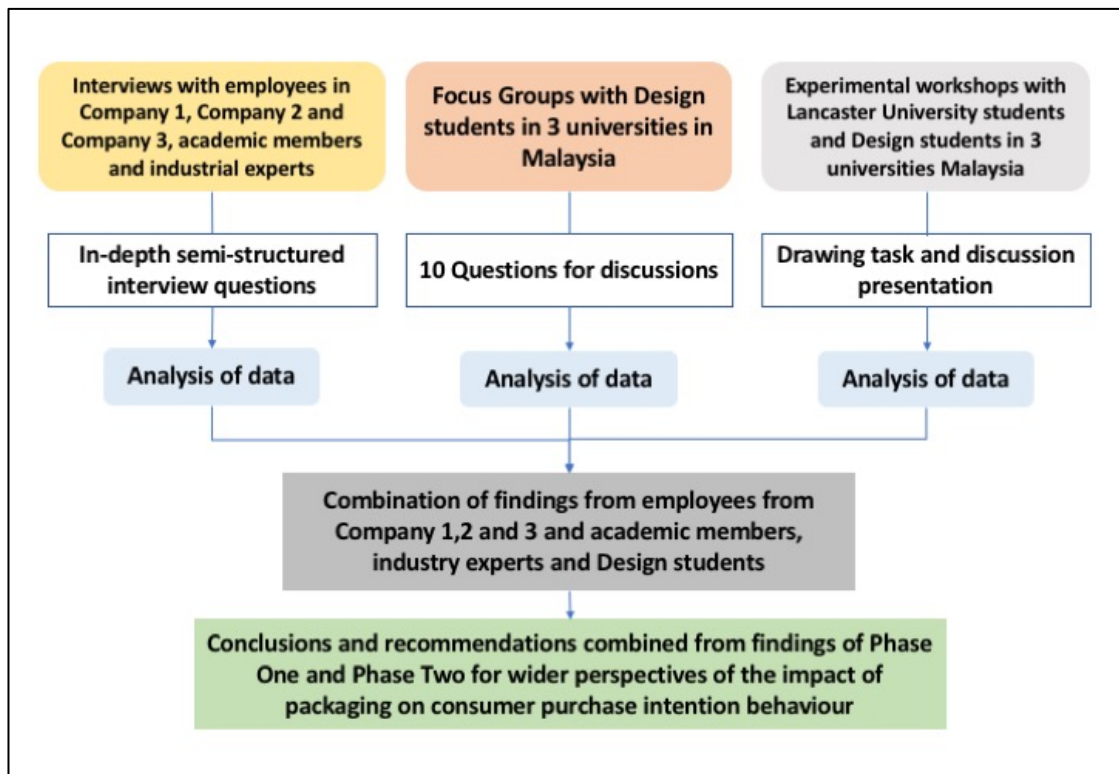 Interviews with employees in
Company 1, Company 2 and
Company 3, academic members
and industrial experts
Focus Groups with Design
students in 3 universities in
Malaysia
Experimental workshops with
Lancaster University students
and Design students in 3
universities Malaysia
In-depth semi-structured
interview questions
10 Questions for discussions
Drawing task and discussion
presentation
Analysis of data
Analysis of data
Analysis of data
Combination of findings from employees from
Company 1,2 and 3 and academic members,
industry experts and Design students
Conclusions and recommendations combined from findings of Phase
One and Phase Two for wider perspectives of the impact of
packaging on consumer purchase intention behaviour